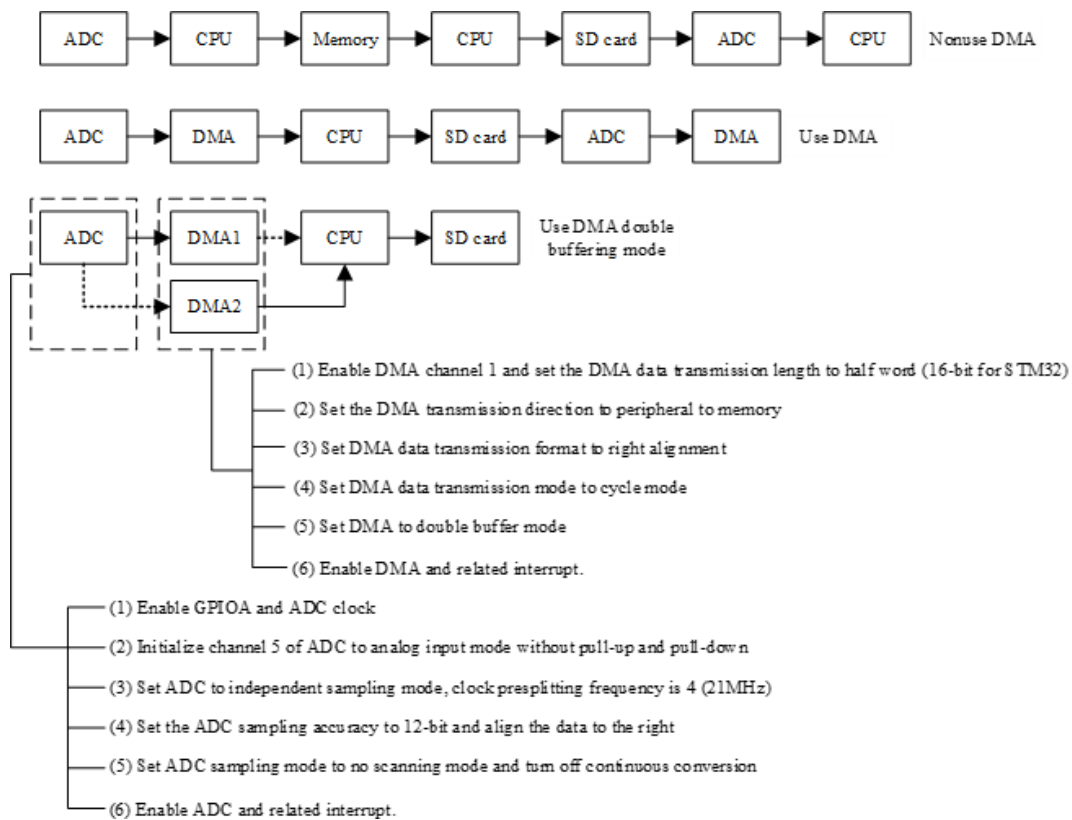 ADC CPU Memory CPU SD card ADC CPU Nonuse DMA
ADC DMA CPU SD card ADC DMA Use DMA
ADC DMA1 CPU SD card Use DMA double
buffering mode
DMA2
(1) Enable DMA channel 1 and set the DMA data transmission length to half word (16-bit for STM32)
(2) Set the DMA transmission direction to peripheral to memory
(3) Set DMA data transmission format to right alignment
(4) Set DMA data transmission mode to cycle mode
(5) Set DMA to double buffer mode
(6) Enable DMA and related interrupt.
(1) Enable GPIOA and ADC clock
(2) Initialize channel 5 of ADC to analog input mode without pull-up and pull-down
(3) Set ADC to independent sampling mode, clock presplitting frequency is 4 (21MHz)
(4) Set the ADC sampling accuracy to 12-bit and align the data to the right
(5) Set ADC sampling mode to no scanning mode and turn off continuous conversion
(6) Enable ADC and related interrupt.